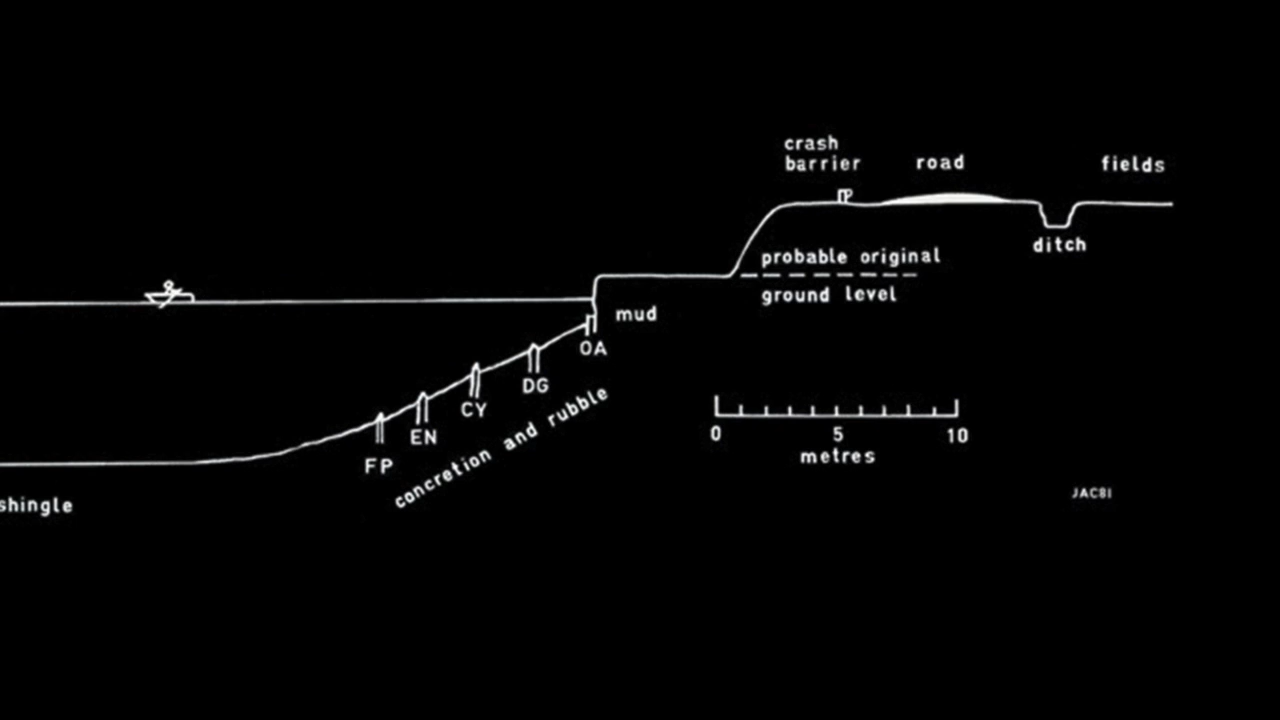 crash
barrier
road
fields
ditch
probable original
ground level
mud
OA
DG
CY
EN
FP
concretion and rubble
0 5 10
metres
JAC81
shingle